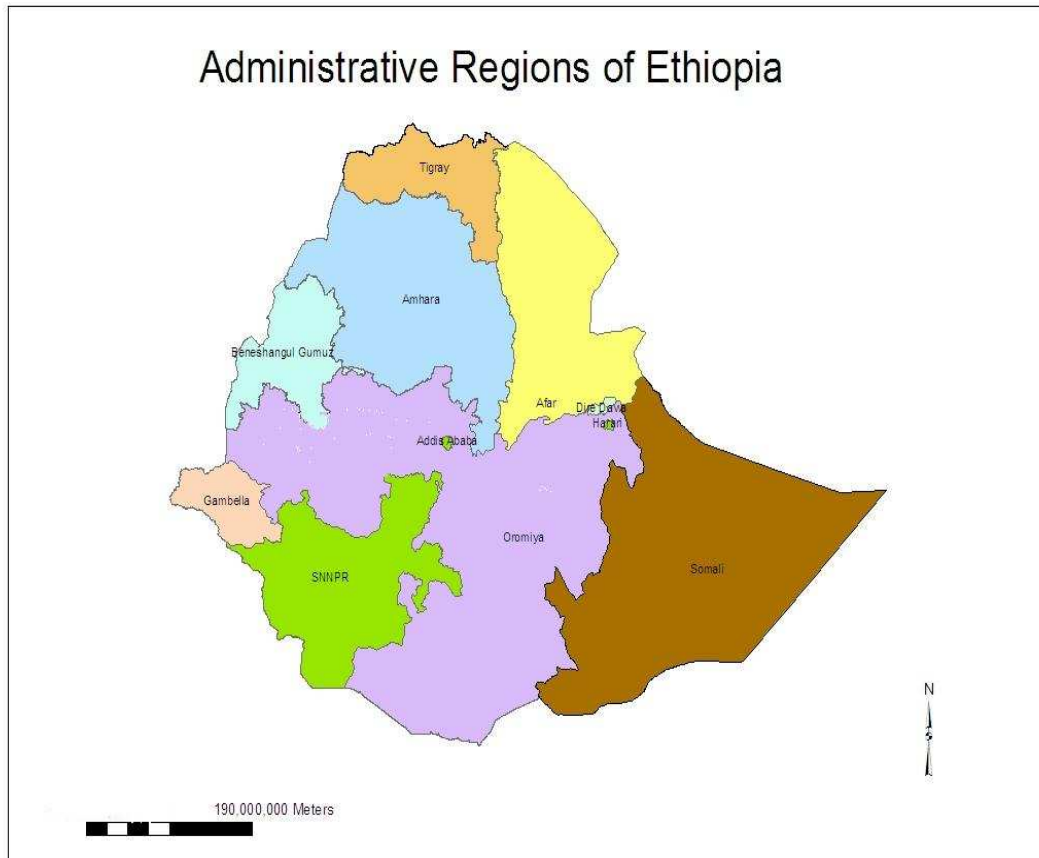 Administrative Regions of Ethiopia
Tigray
Amhara
Beneshangul Gumuz
Afar
Dire Dawa
Harari
Addis Ababa
Gambella
Oromiya
Somali
SNNPR
N
190,000,000 Meters